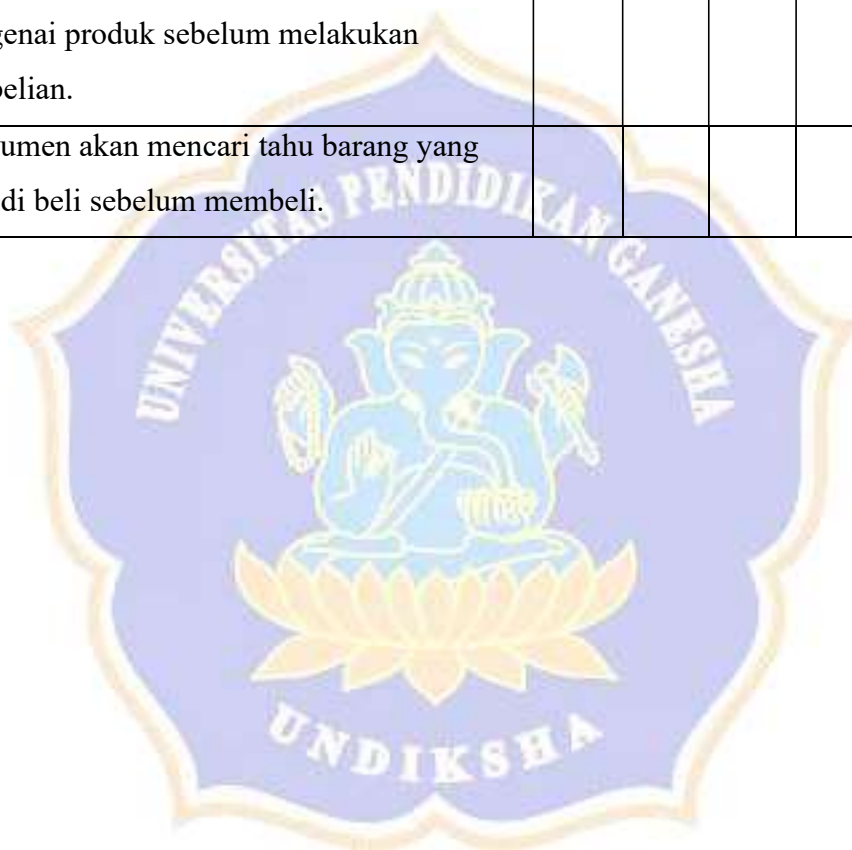 genai produk sebelum melakukan
belian.
umen akan mencari tahu barang yang
di beli sebelum membeli.
UNIVERSITAS PENDIDIKAN GANESHA
UNDIKSHA